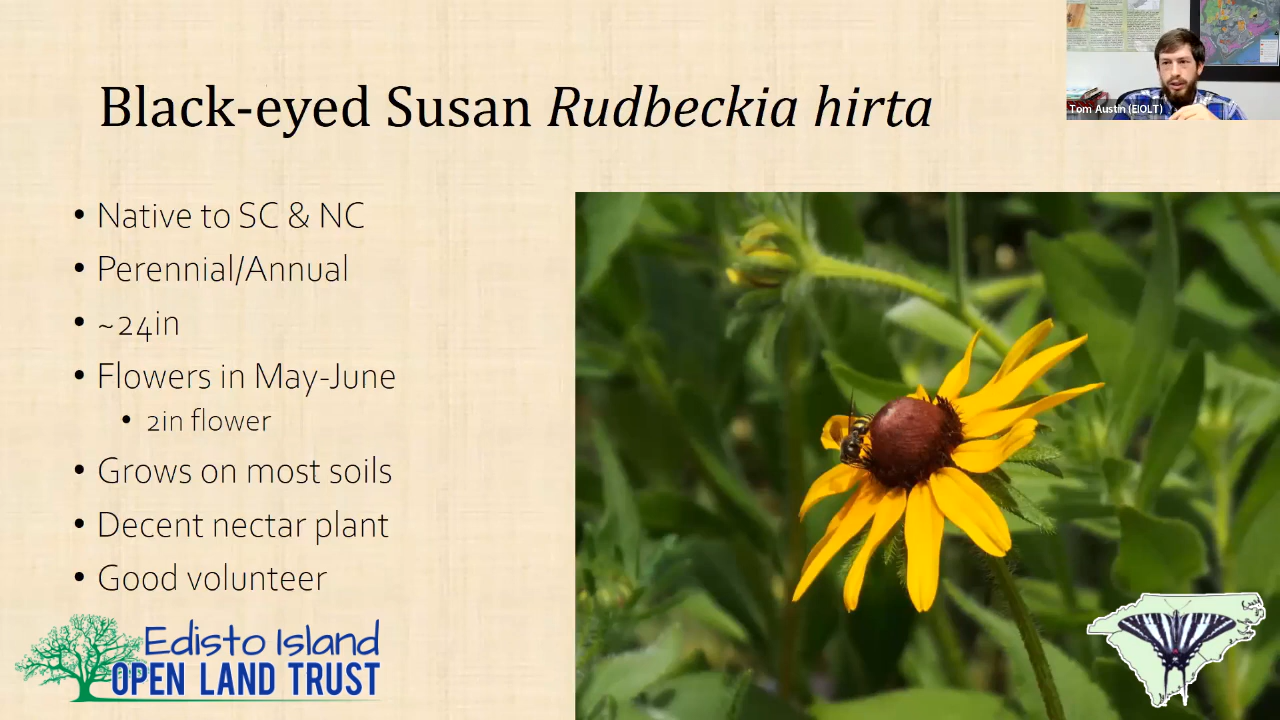 Black-eyed Susan Rudbeckia hirta
Tom Austin (EIOLT)
• Native to SC & NC
• Perennial/Annual
• ~24in
• Flowers in May-June
• 2in flower
• Grows on most soils
• Decent nectar plant
• Good volunteer
Edisto Island
OPEN LAND TRUST